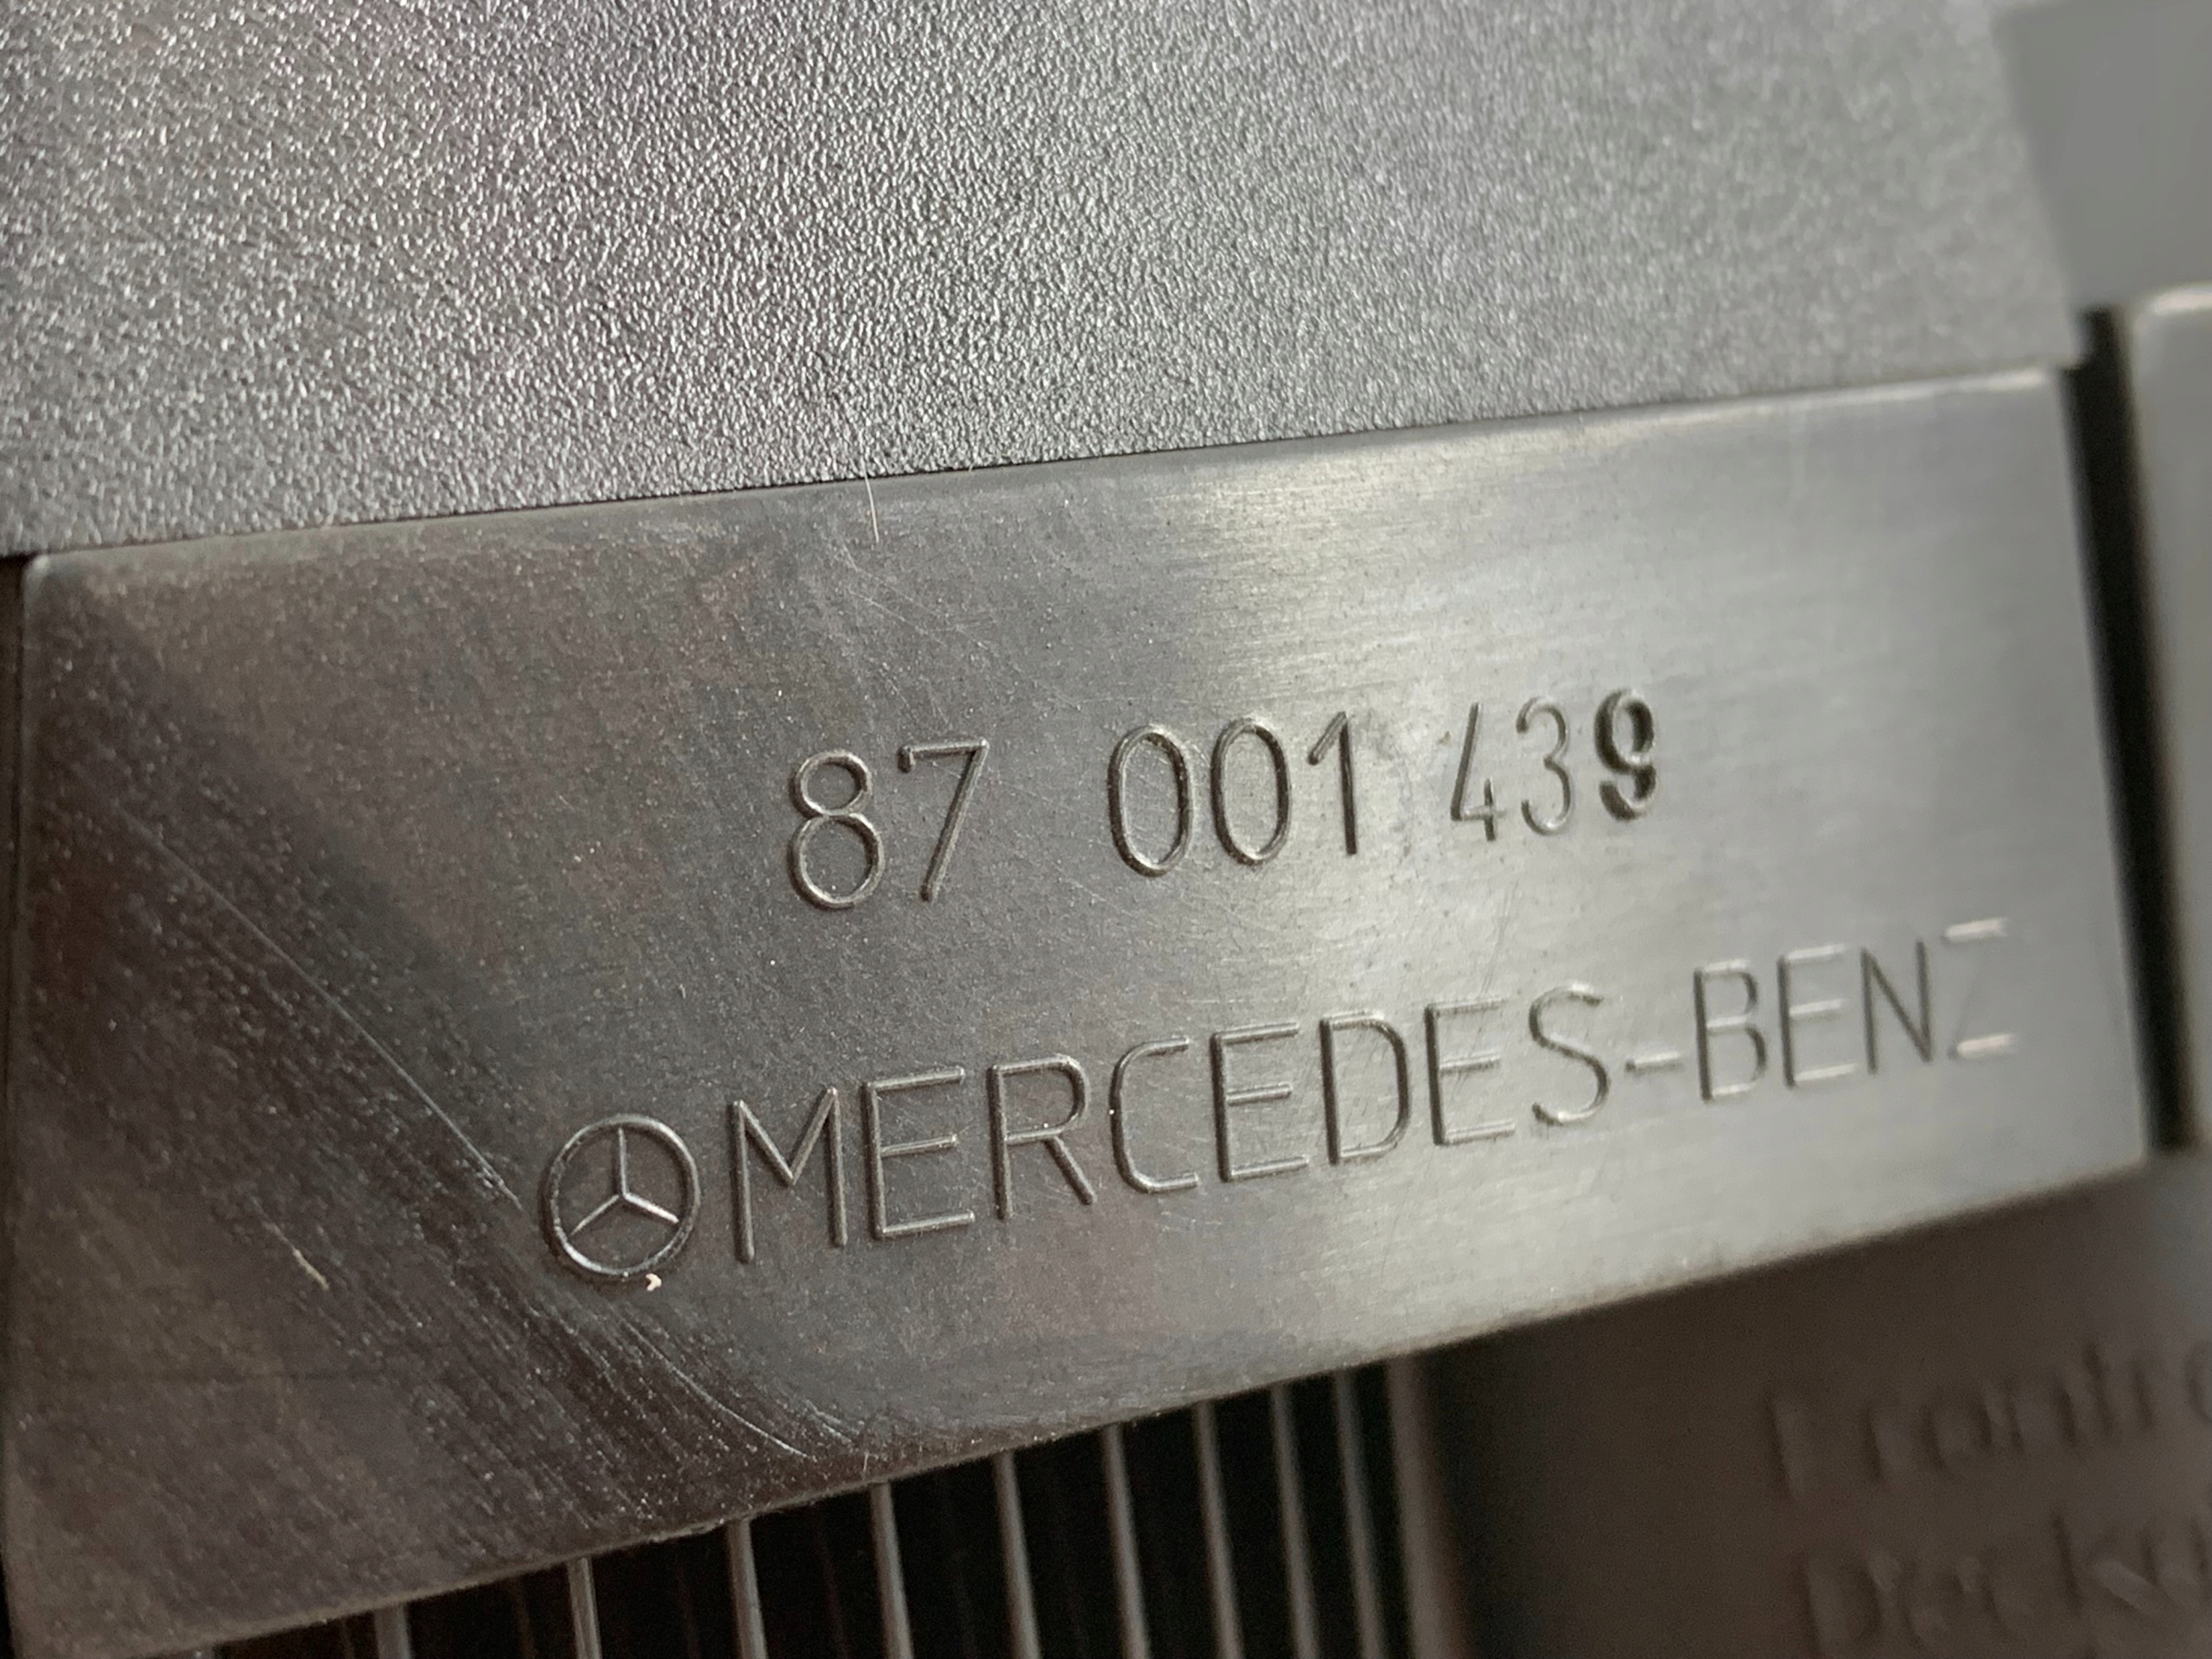 87 001 439
MERCEDES-BENZ